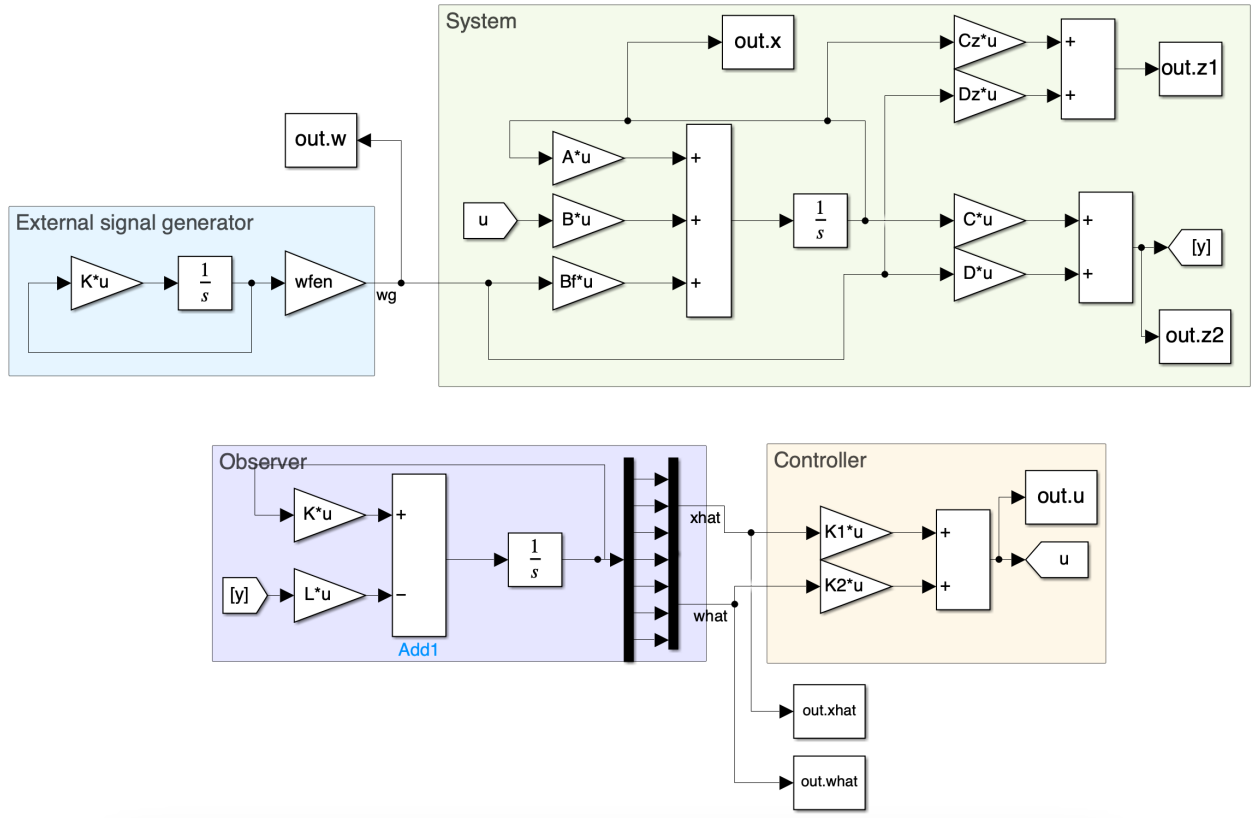 System
out.x
Cz*u
+
out.z1
Dz*u
+
out.w
A*u
+
External signal generator
u
B*u
+
1
s
C*u
+
[y]
K*u
1
s
wfen
wg
Bf*u
+
D*u
+
out.z2
Observer
K*u
+
[y]
L*u
−
Add1
1
s
xhat
what
Controller
K1*u
+
K2*u
+
out.u
u
out.xhat
out.what